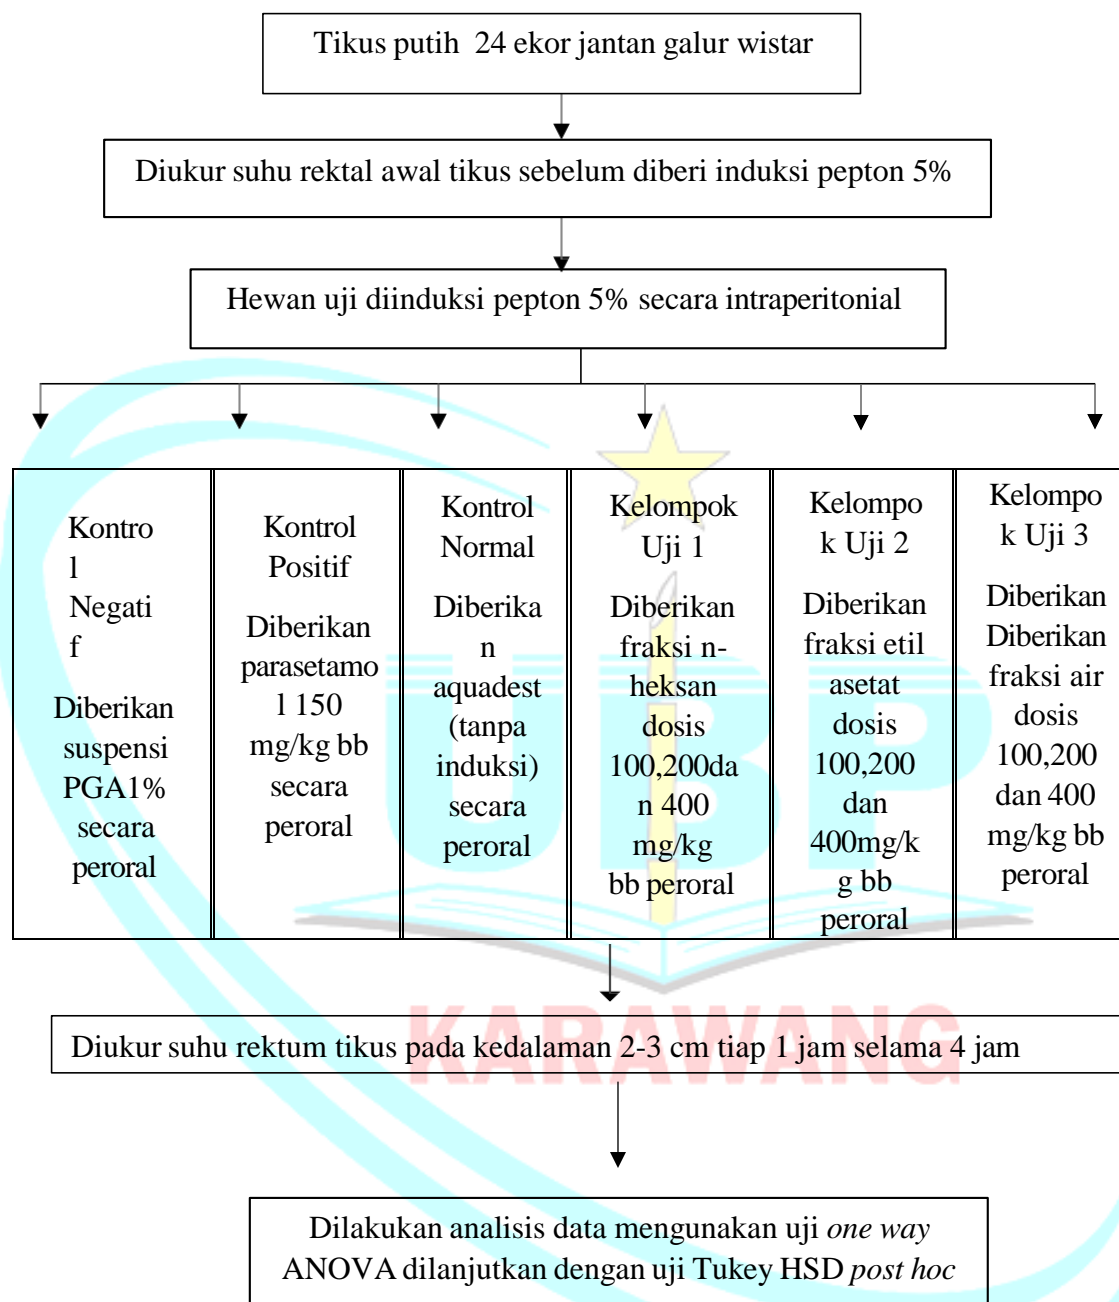 Tikus putih 24 ekor jantan galur wistar
Diukur suhu rektal awal tikus sebelum diberi induksi pepton 5%
Hewan uji diinduksi pepton 5% secara intraperitonial
Kontro
l
Negati
f
Diberikan
suspensi
PGA1%
secara
peroral
Kontrol
Positif
Diberikan
parasetamo
l 150
mg/kg bb
secara
peroral
Kontrol
Normal
Diberika
n
aquadest
(tanpa
induksi)
secara
peroral
Kelompok
Uji 1
Diberikan
fraksi n-
heksan
dosis
100,200da
n 400
mg/kg
bb peroral
Kelompo
k Uji 2
Diberikan
fraksi etil
asetat
dosis
100,200
dan
400mg/k
g bb
peroral
Kelompo
k Uji 3
Diberikan
Diberikan
fraksi air
dosis
100,200
dan 400
mg/kg bb
peroral
UBP
KARAWANG
Diukur suhu rektum tikus pada kedalaman 2-3 cm tiap 1 jam selama 4 jam
Dilakukan analisis data mengunakan uji one way
ANOVA dilanjutkan dengan uji Tukey HSD post hoc